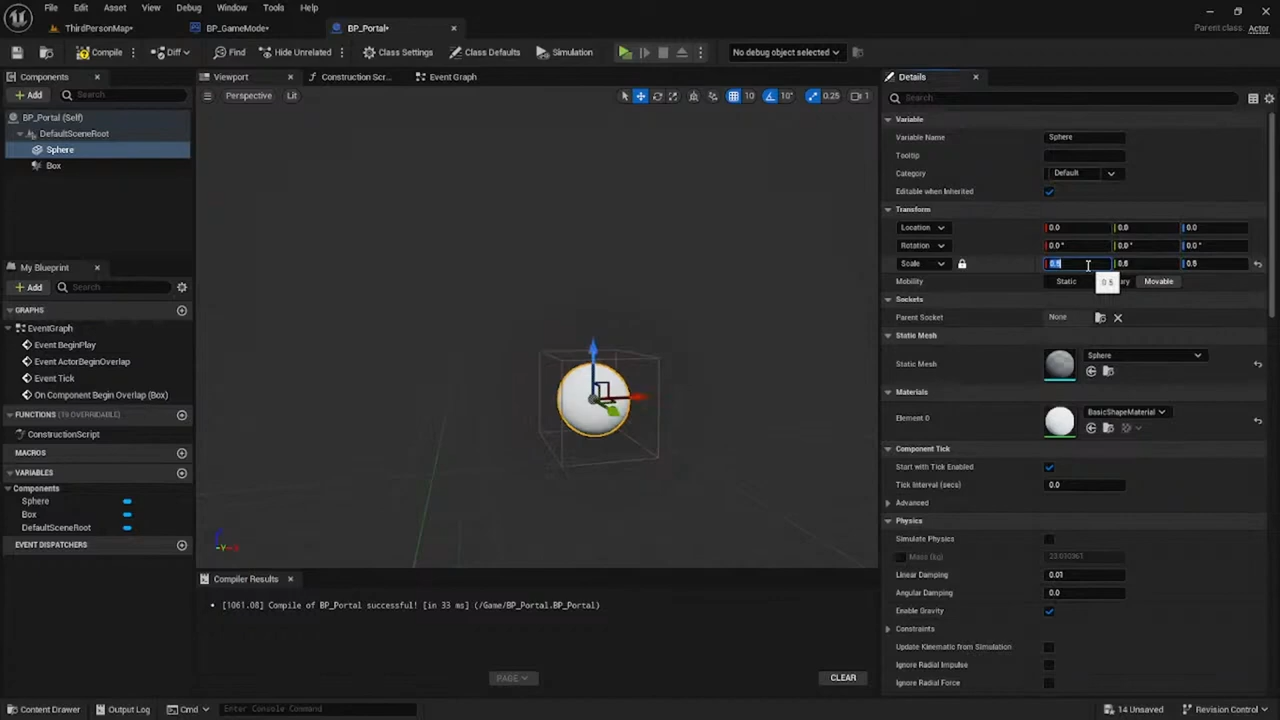 File Edit Asset View Debug Window Tools Help
ThirdPersonMap• BP_GameMode• BP_Portal•
Parent class: Actor
Compile Diff Find Hide Unrelated Class Settings Class Defaults Simulation No debug object selected
Components
Viewport Construction Scr... Event Graph
Details
Add Search
Perspective Lit
10 10° 0.25 1
Search
BP_Portal (Self)
DefaultSceneRoot
Sphere
Box
Variable
Variable Name Sphere
Tooltip
Category Default
Editable when Inherited
Transform
Location 0.0 0.0 0.0
Rotation 0.0 ° 0.0 ° 0.0 °
Scale 0.5 0.5 0.5
Mobility Static Movable
0.5
Sockets
Parent Socket None
Static Mesh
Static Mesh Sphere
Materials
Element 0 BasicShapeMaterial
Component Tick
Start with Tick Enabled
Tick Interval (secs) 0.0
Advanced
Physics
Simulate Physics
Mass (kg) 23.010361
Linear Damping 0.01
Angular Damping 0.0
Enable Gravity
Constraints
Update Kinematic from Simulation
Ignore Radial Impulse
Ignore Radial Force
My Blueprint
Add Search
GRAPHS
EventGraph
Event BeginPlay
Event ActorBeginOverlap
Event Tick
On Component Begin Overlap (Box)
FUNCTIONS (18 OVERRIDABLE)
ConstructionScript
MACROS
VARIABLES
Components
Sphere
Box
DefaultSceneRoot
EVENT DISPATCHERS
Compiler Results
[1061.08] Compile of BP_Portal successful! [in 33 ms] (/Game/BP_Portal.BP_Portal)
PAGE
CLEAR
Content Drawer Output Log Cmd Enter Console Command
14 Unsaved Revision Control